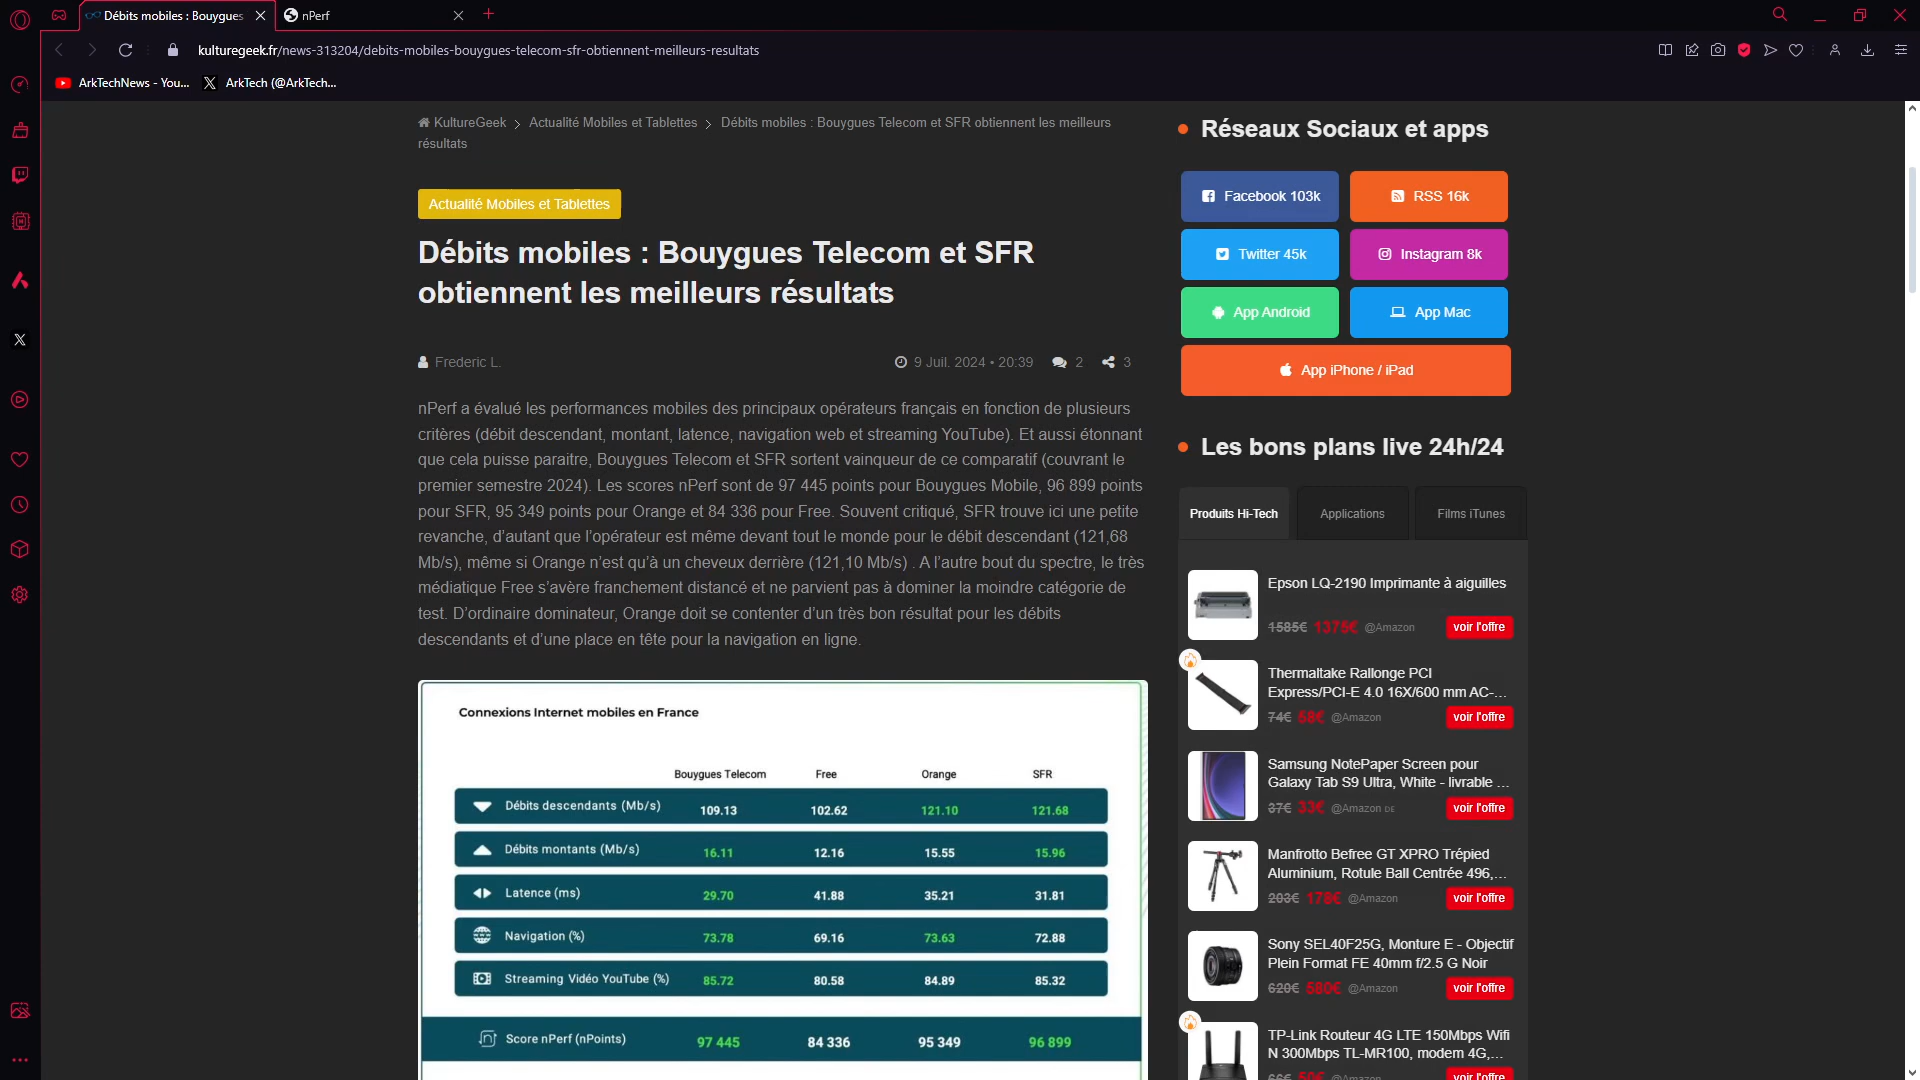 Débits mobiles : Bouygues
nPerf
kulturegeek.fr/news-313204/debits-mobiles-bouygues-telecom-sfr-obtiennent-meilleurs-resultats
ArkTechNews - You...
ArkTech (@ArkTech...
KultureGeek > Actualité Mobiles et Tablettes > Débits mobiles : Bouygues Telecom et SFR obtiennent les meilleurs
résultats
Actualité Mobiles et Tablettes
Débits mobiles : Bouygues Telecom et SFR
obtiennent les meilleurs résultats
Frederic L.
9 Juil. 2024 • 20:39
2
3
nPerf a évalué les performances mobiles des principaux opérateurs français en fonction de plusieurs
critères (débit descendant, montant, latence, navigation web et streaming YouTube). Et aussi étonnant
que cela puisse paraitre, Bouygues Telecom et SFR sortent vainqueur de ce comparatif (couvrant le
premier semestre 2024). Les scores nPerf sont de 97 445 points pour Bouygues Mobile, 96 899 points
pour SFR, 95 349 points pour Orange et 84 336 pour Free. Souvent critiqué, SFR trouve ici une petite
revanche, d’autant que l’opérateur est même devant tout le monde pour le débit descendant (121,68
Mb/s), même si Orange n’est qu’à un cheveux derrière (121,10 Mb/s) . A l’autre bout du spectre, le très
médiatique Free s’avère franchement distancé et ne parvient pas à dominer la moindre catégorie de
test. D’ordinaire dominateur, Orange doit se contenter d’un très bon résultat pour les débits
descendants et d’une place en tête pour la navigation en ligne.
Connexions Internet mobiles en France
Bouygues Telecom Free Orange SFR
Débits descendants (Mb/s) 109.13 102.62 121.10 121.68
Débits montants (Mb/s) 16.11 12.16 15.55 15.96
Latence (ms) 29.70 41.88 35.21 31.81
Navigation (%) 73.78 69.16 73.63 72.88
Streaming Vidéo YouTube (%) 85.72 80.58 84.89 85.32
Score nPerf (nPoints) 97 445 84 336 95 349 96 899
Réseaux Sociaux et apps
Facebook 103k
RSS 16k
Twitter 45k
Instagram 8k
App Android
App Mac
App iPhone / iPad
Les bons plans live 24h/24
Produits Hi-Tech
Applications
Films iTunes
Epson LQ-2190 Imprimante à aiguilles
1585€ 1375€ @Amazon
voir l'offre
Thermaltake Rallonge PCI
Express/PCI-E 4.0 16X/600 mm AC-...
74€ 58€ @Amazon
voir l'offre
Samsung NotePaper Screen pour
Galaxy Tab S9 Ultra, White - livrable ...
37€ 33€ @Amazon DE
voir l'offre
Manfrotto Befree GT XPRO Trépied
Aluminium, Rotule Ball Centrée 496,...
203€ 178€ @Amazon
voir l'offre
Sony SEL40F25G, Monture E - Objectif
Plein Format FE 40mm f/2.5 G Noir
620€ 580€ @Amazon
voir l'offre
TP-Link Routeur 4G LTE 150Mbps Wifi
N 300Mbps TL-MR100, modem 4G,...
66€ 50€ @Amazon
voir l'offre